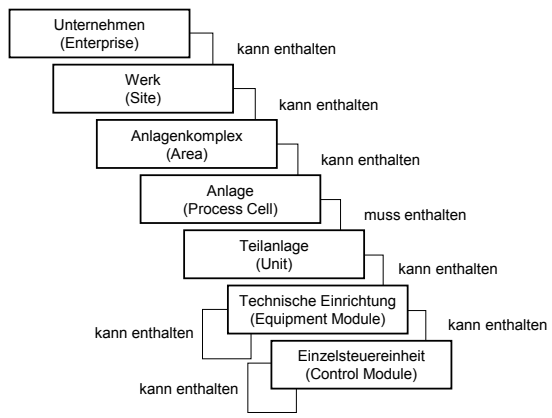 Unternehmen
(Enterprise)
kann enthalten
Werk
(Site)
kann enthalten
Anlagenkomplex
(Area)
kann enthalten
Anlage
(Process Cell)
muss enthalten
Teilanlage
(Unit)
kann enthalten
Technische Einrichtung
(Equipment Module)
kann enthalten
kann enthalten
Einzelsteuereinheit
(Control Module)
kann enthalten